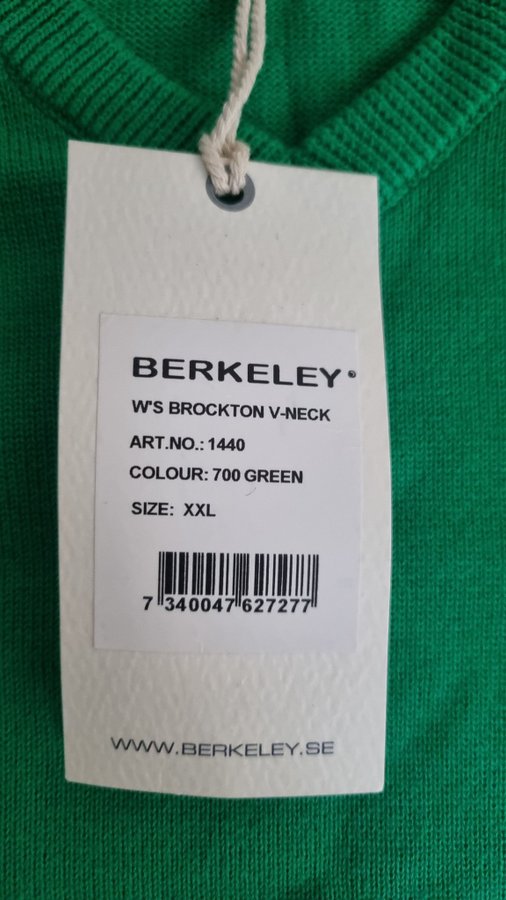 BERKELEY®
W'S BROCKTON V-NECK
ART.NO.: 1440
COLOUR: 700 GREEN
SIZE: XXL
7 340047 627277
WWW.BERKELEY.SE